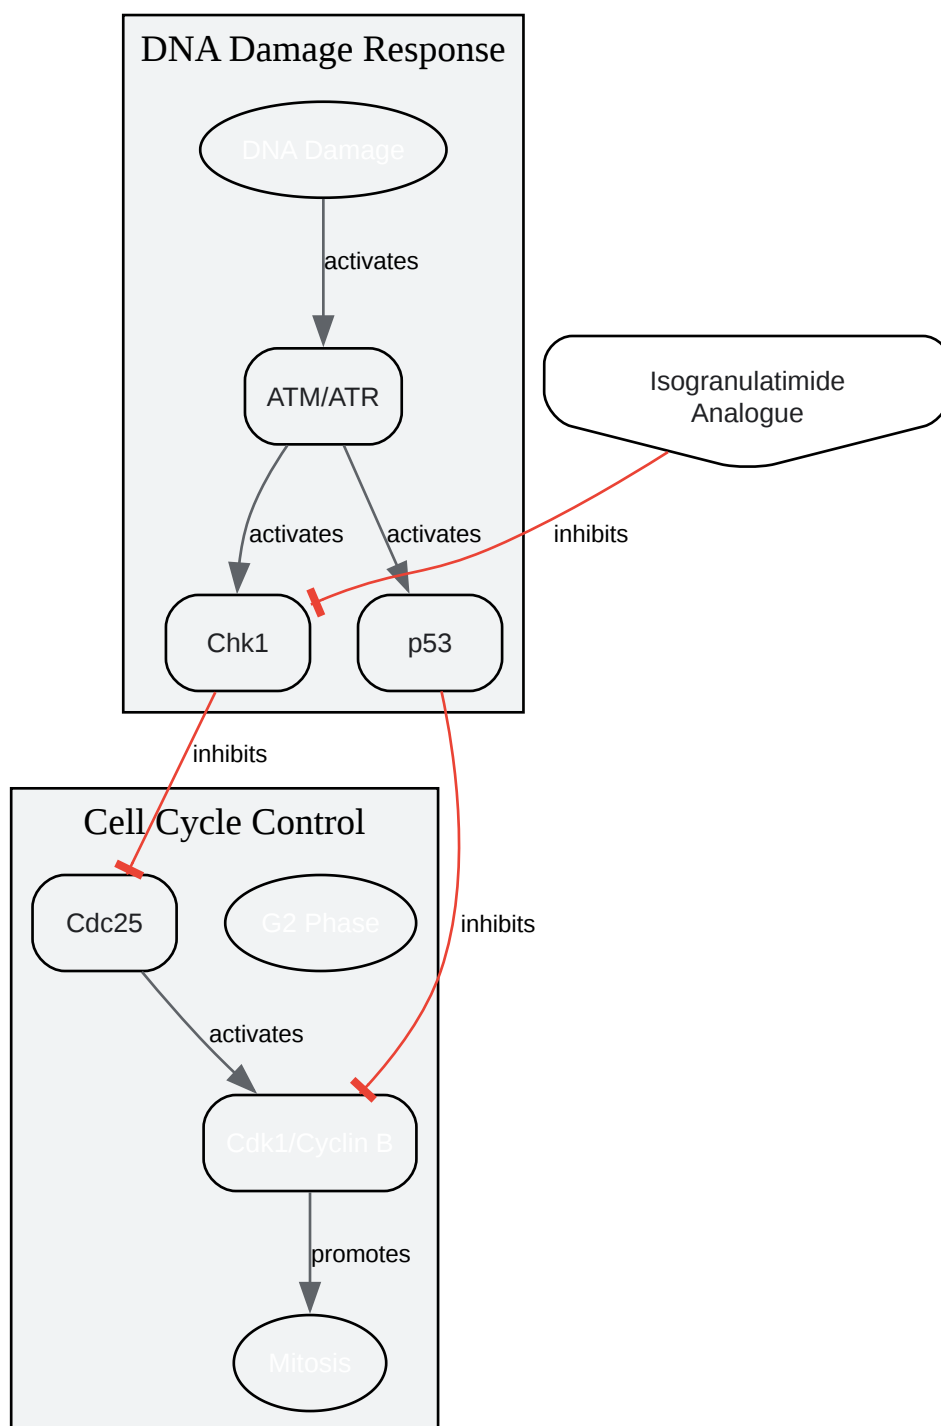 DNA Damage Response
DNA Damage
activates
ATM/ATR
Isogranulatimide
Analogue
activates
activates
inhibits
Chk1
p53
inhibits
Cell Cycle Control
Cdc25
G2 Phase
inhibits
activates
Cdk1/Cyclin B
promotes
Mitosis